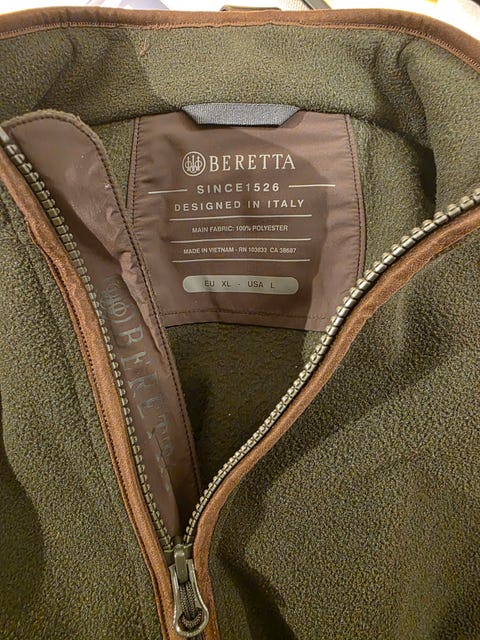 BERETTA
SINCE1526
DESIGNED IN ITALY
MAIN FABRIC: 100% POLYESTER
MADE IN VIETNAM - RN 103833 CA 38687
EU XL - USA L
BERETTA